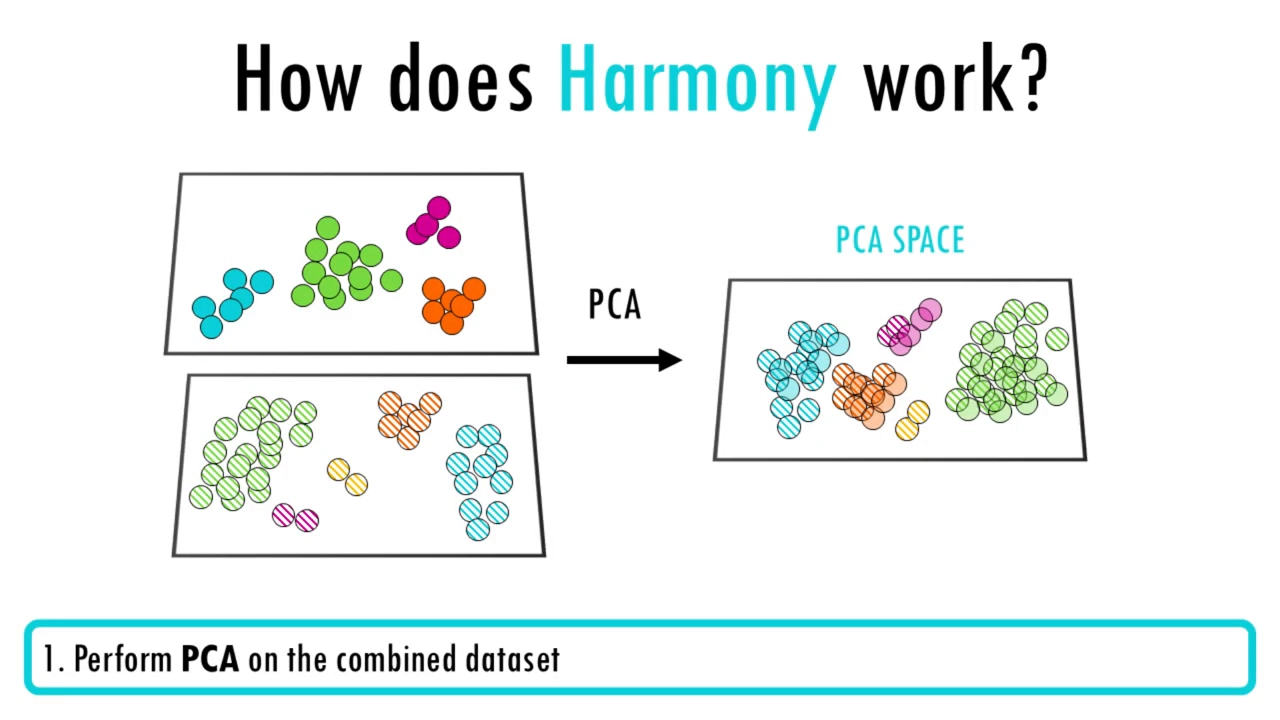 How does Harmony work?
PCA SPACE
PCA
1. Perform PCA on the combined dataset